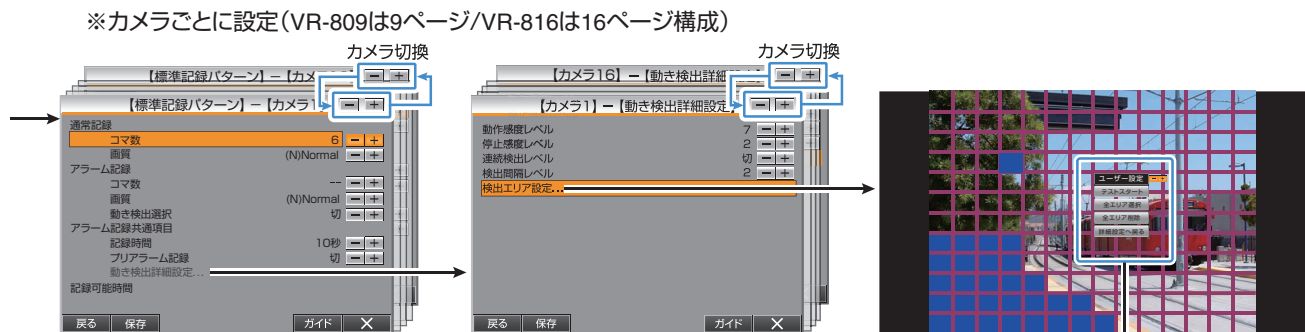 ※カメラごとに設定（VR-809は9ページ/VR-816は16ページ構成）
カメラ切換
【標準記録パターン】－【カメ
－ ＋
【標準記録パターン】－【カメラ1
－ ＋
通常記録
コマ数 6 － ＋
画質 (N)Normal － ＋
アラーム記録
コマ数 -- － ＋
画質 (N)Normal － ＋
動き検出選択 切 － ＋
アラーム記録共通項目
記録時間 10秒 － ＋
プリアラーム記録 切 － ＋
動き検出詳細設定...
記録可能時間
戻る 保存 ガイド ✕
カメラ切換
【カメラ16】－【動き検出詳細設
－ ＋
【カメラ1】－【動き検出詳細設定】
－ ＋
動作感度レベル 7 － ＋
停止感度レベル 2 － ＋
連続検出レベル 切 － ＋
検出間隔レベル 2 － ＋
検出エリア設定...
戻る 保存 ガイド ✕
ユーザー設定 － ＋
テストスタート
全エリア選択
全エリア削除
詳細設定へ戻る